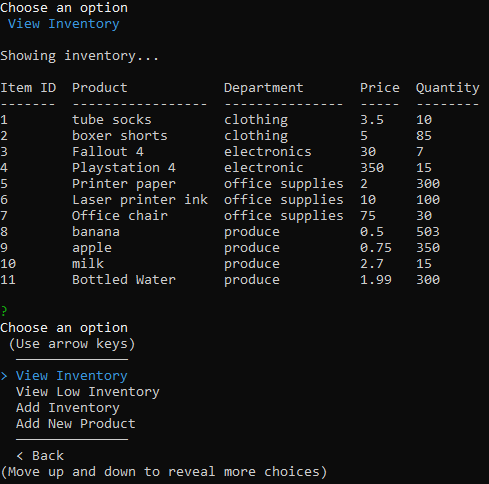 Choose an option
View Inventory
Showing inventory...
Item ID  Product            Department       Price  Quantity
-------  -----------------  ---------------  -----  --------
1        tube socks         clothing         3.5    10
2        boxer shorts       clothing         5      85
3        Fallout 4          electronics      30     7
4        Playstation 4      electronic       350    15
5        Printer paper      office supplies  2      300
6        Laser printer ink  office supplies  10     100
7        Office chair       office supplies  75     30
8        banana             produce          0.5    503
9        apple              produce          0.75   350
10       milk               produce          2.7    15
11       Bottled Water      produce          1.99   300
?
Choose an option
(Use arrow keys)
──────────────
> View Inventory
View Low Inventory
Add Inventory
Add New Product
──────────────
< Back
(Move up and down to reveal more choices)